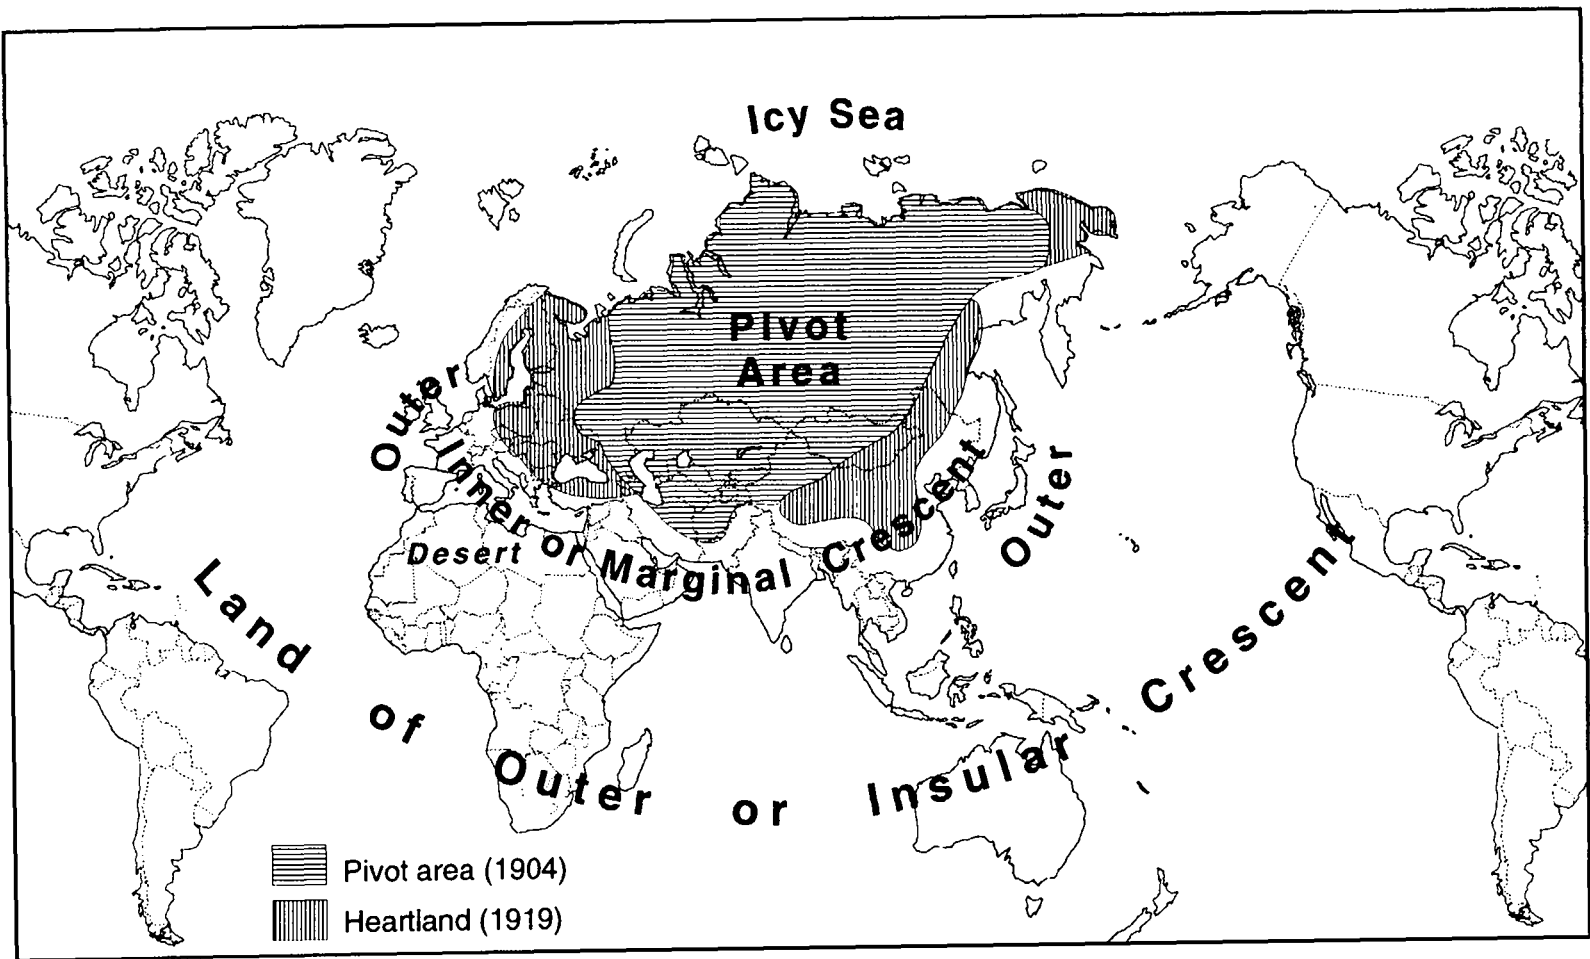 Icy Sea
Pivot
Area
Outer
Inner or Marginal Crescent
Outer
Desert
Land of Outer or Insular Crescent
Pivot area (1904)
Heartland (1919)